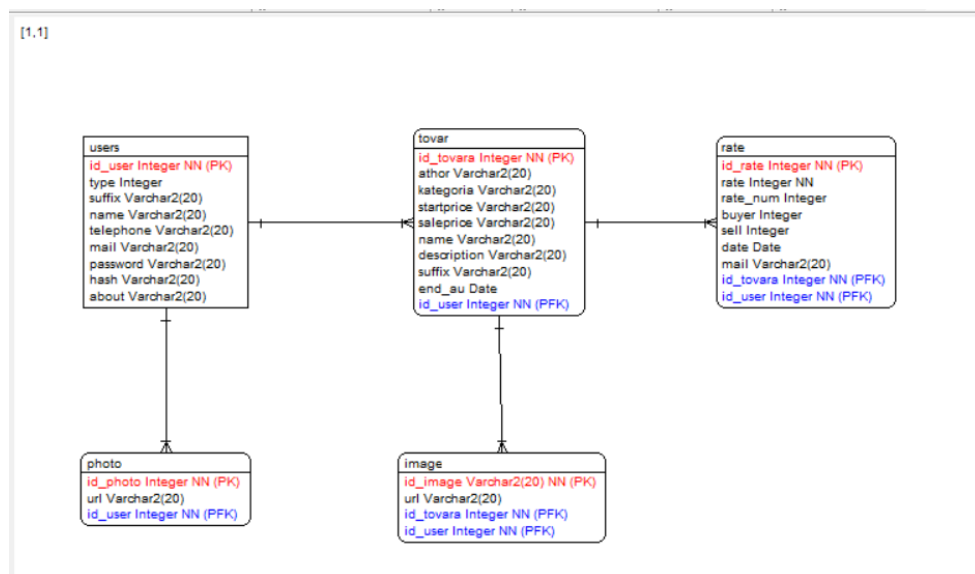 [1,1]
users
id_user Integer NN (PK)
type Integer
suffix Varchar2(20)
name Varchar2(20)
telephone Varchar2(20)
mail Varchar2(20)
password Varchar2(20)
hash Varchar2(20)
about Varchar2(20)
tovar
id_tovara Integer NN (PK)
athor Varchar2(20)
kategoria Varchar2(20)
startprice Varchar2(20)
saleprice Varchar2(20)
name Varchar2(20)
description Varchar2(20)
suffix Varchar2(20)
end_au Date
id_user Integer NN (PFK)
rate
id_rate Integer NN (PK)
rate Integer NN
rate_num Integer
buyer Integer
sell Integer
date Date
mail Varchar2(20)
id_tovara Integer NN (PFK)
id_user Integer NN (PFK)
photo
id_photo Integer NN (PK)
url Varchar2(20)
id_user Integer NN (PFK)
image
id_image Varchar2(20) NN (PK)
url Varchar2(20)
id_tovara Integer NN (PFK)
id_user Integer NN (PFK)